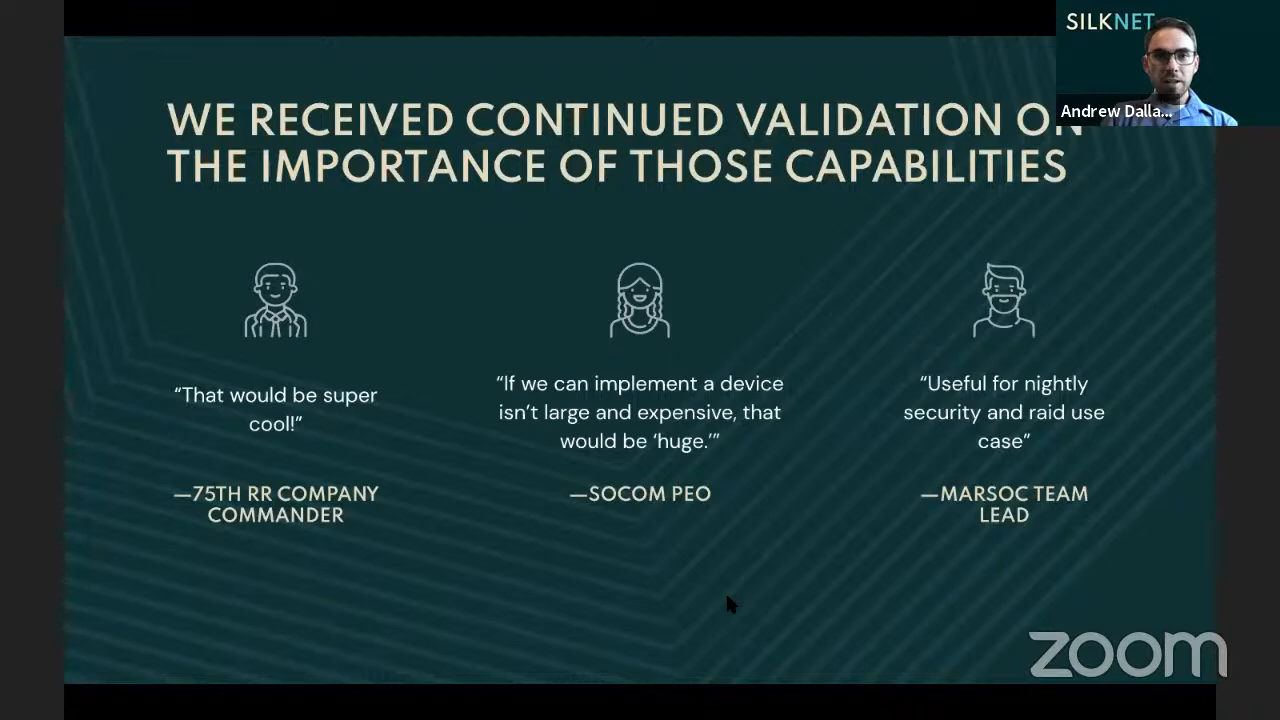 SILKNET
Andrew Dalla...
WE RECEIVED CONTINUED VALIDATION ON
THE IMPORTANCE OF THOSE CAPABILITIES
“That would be super
cool!”
—75TH RR COMPANY
COMMANDER
“If we can implement a device
isn’t large and expensive, that
would be ‘huge.’”
—SOCOM PEO
“Useful for nightly
security and raid use
case”
—MARSOC TEAM
LEAD
zoom